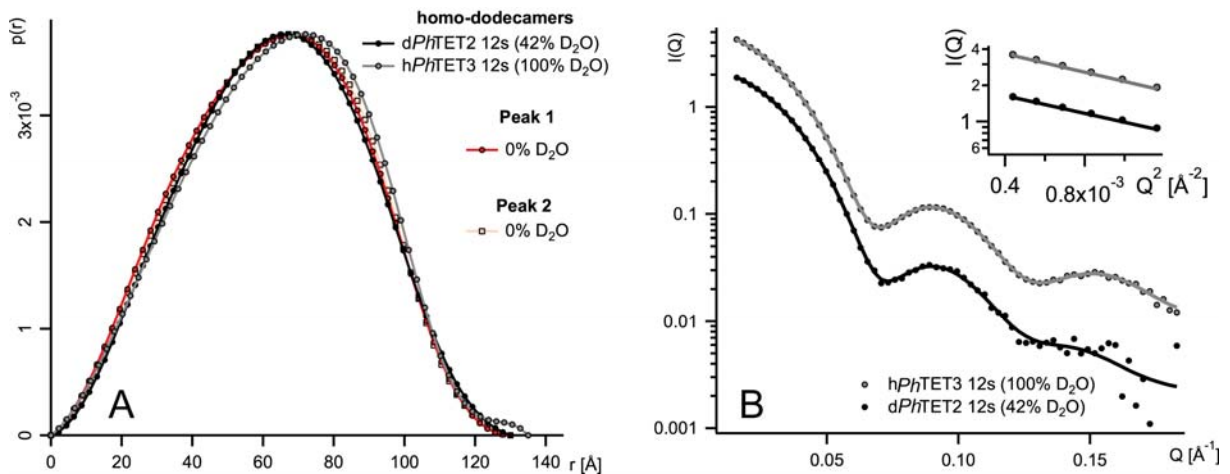 A
p(r)
3x10⁻³
2
1
0
0 20 40 60 80 100 120 140
r [Å]
homo-dodecamers
dPhTET2 12s (42% D₂O)
hPhTET3 12s (100% D₂O)
Peak 1
0% D₂O
Peak 2
0% D₂O
A
B
I(Q)
1
0.1
0.01
0.001
0.05 0.10 0.15
Q [Å⁻¹]
I(Q)
4
2
1
6
0.4 0.8x10⁻³ Q² [Å⁻²]
B
hPhTET3 12s (100% D₂O)
dPhTET2 12s (42% D₂O)